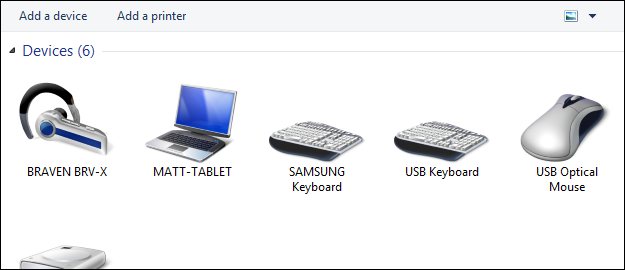 Add a device Add a printer
Devices (6)
BRAVEN BRV-X MATT-TABLET SAMSUNG Keyboard USB Keyboard USB Optical Mouse